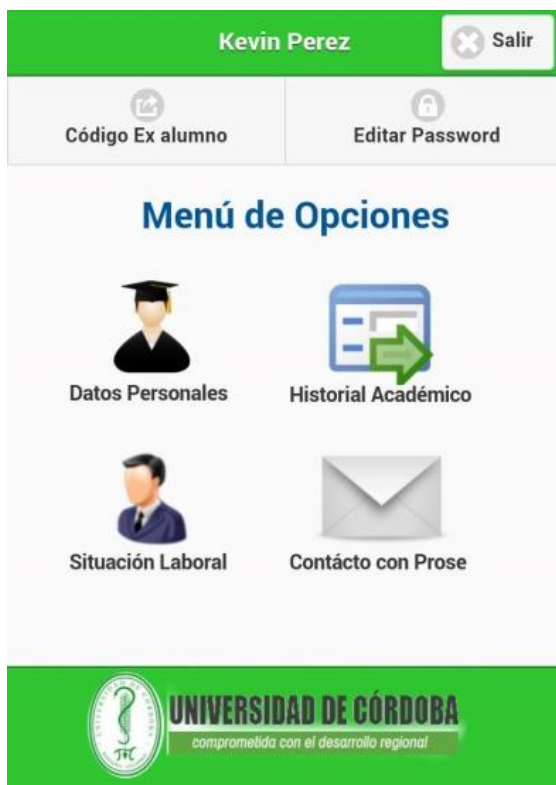 Kevin Perez
Salir
Código Ex alumno
Editar Password
Menú de Opciones
Datos Personales
Historial Académico
Situación Laboral
Contácto con Prose
UNIVERSIDAD DE CÓRDOBA
comprometida con el desarrollo regional